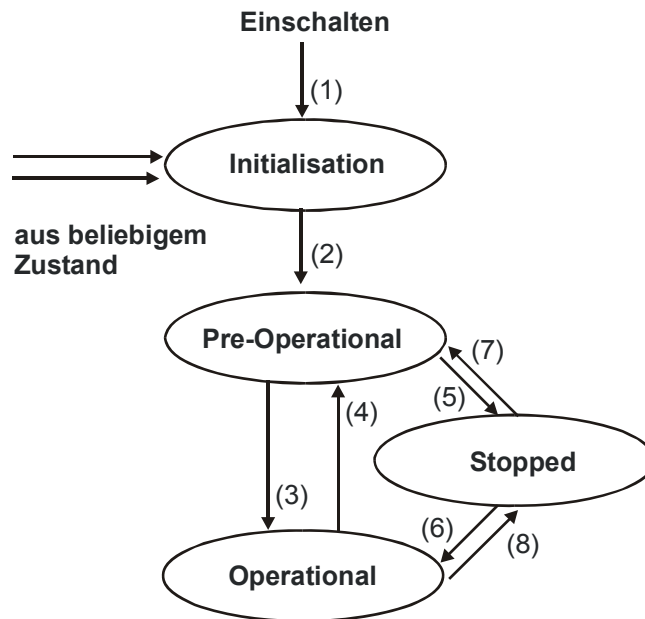 Einschalten
(1)
Initialisation
aus beliebigem
Zustand
(2)
Pre-Operational
(7)
(5)
(4)
Stopped
(3)
(6)
(8)
Operational